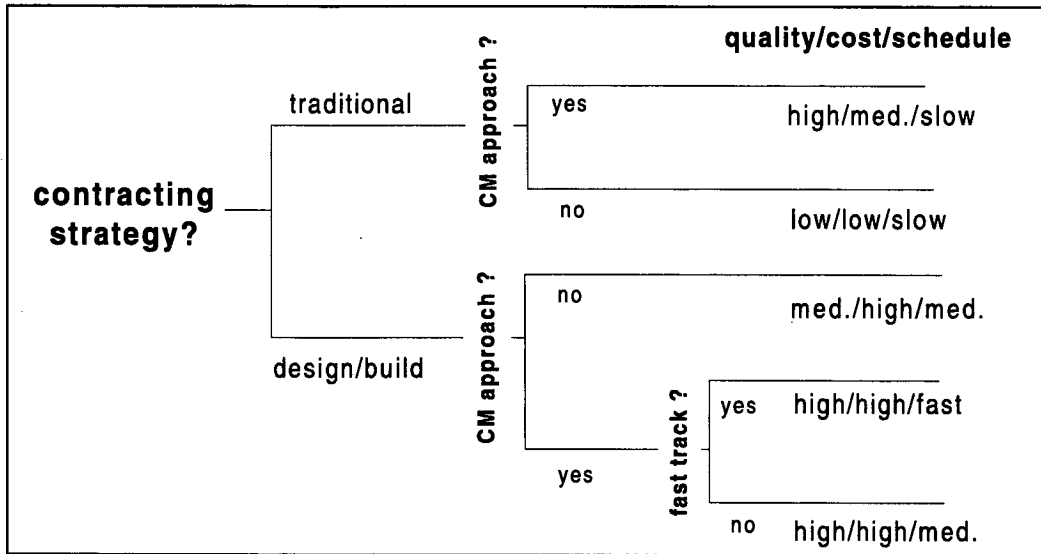 quality/cost/schedule
traditional
CM approach ?
yes
high/med./slow
no
low/low/slow
contracting
strategy?
design/build
CM approach ?
no
med./high/med.
yes
fast track ?
yes
high/high/fast
no
high/high/med.